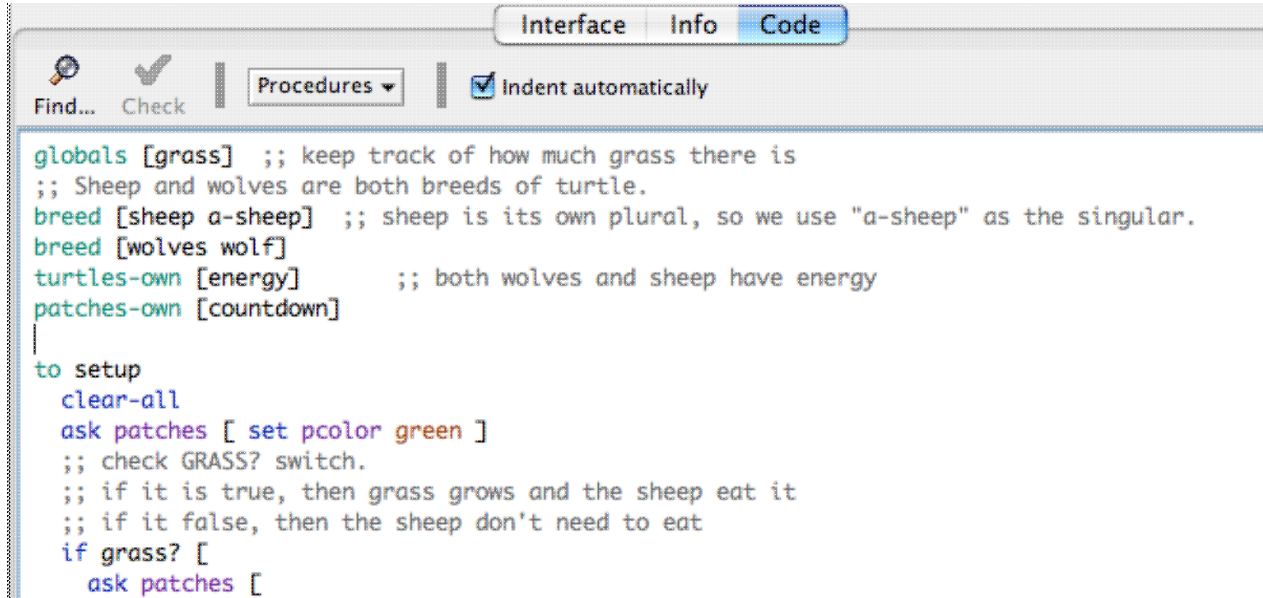 Interface Info Code
Find... Check Procedures Indent automatically
globals [grass]  ;; keep track of how much grass there is
;; Sheep and wolves are both breeds of turtle.
breed [sheep a-sheep]  ;; sheep is its own plural, so we use "a-sheep" as the singular.
breed [wolves wolf]
turtles-own [energy]       ;; both wolves and sheep have energy
patches-own [countdown]
to setup
  clear-all
  ask patches [ set pcolor green ]
  ;; check GRASS? switch.
  ;; if it is true, then grass grows and the sheep eat it
  ;; if it false, then the sheep don't need to eat
  if grass? [
    ask patches [